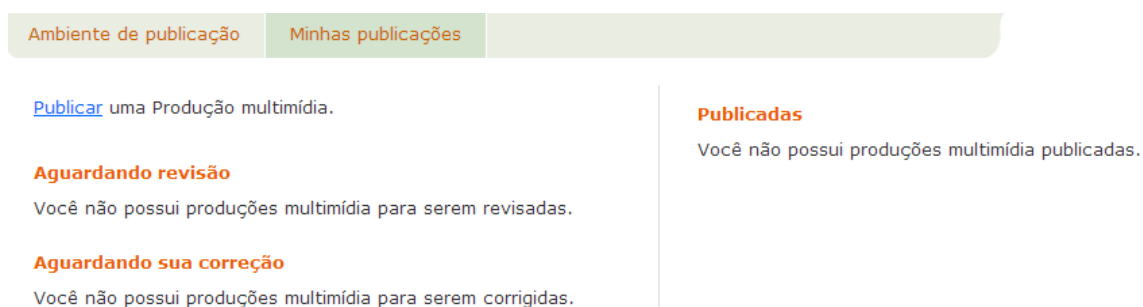 Ambiente de publicação
Minhas publicações
Publicar uma Produção multimídia.
Aguardando revisão
Você não possui produções multimídia para serem revisadas.
Aguardando sua correção
Você não possui produções multimídia para serem corrigidas.
Publicadas
Você não possui produções multimídia publicadas.